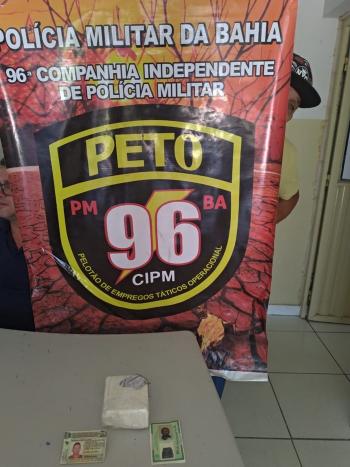 POLÍCIA MILITAR DA BAHIA
96ª COMPANHIA INDEPENDENTE
DE POLÍCIA MILITAR
PETO
PM 96 BA
CIPM
PELOTÃO DE EMPREGOS TÁTICOS OPERACIONAL